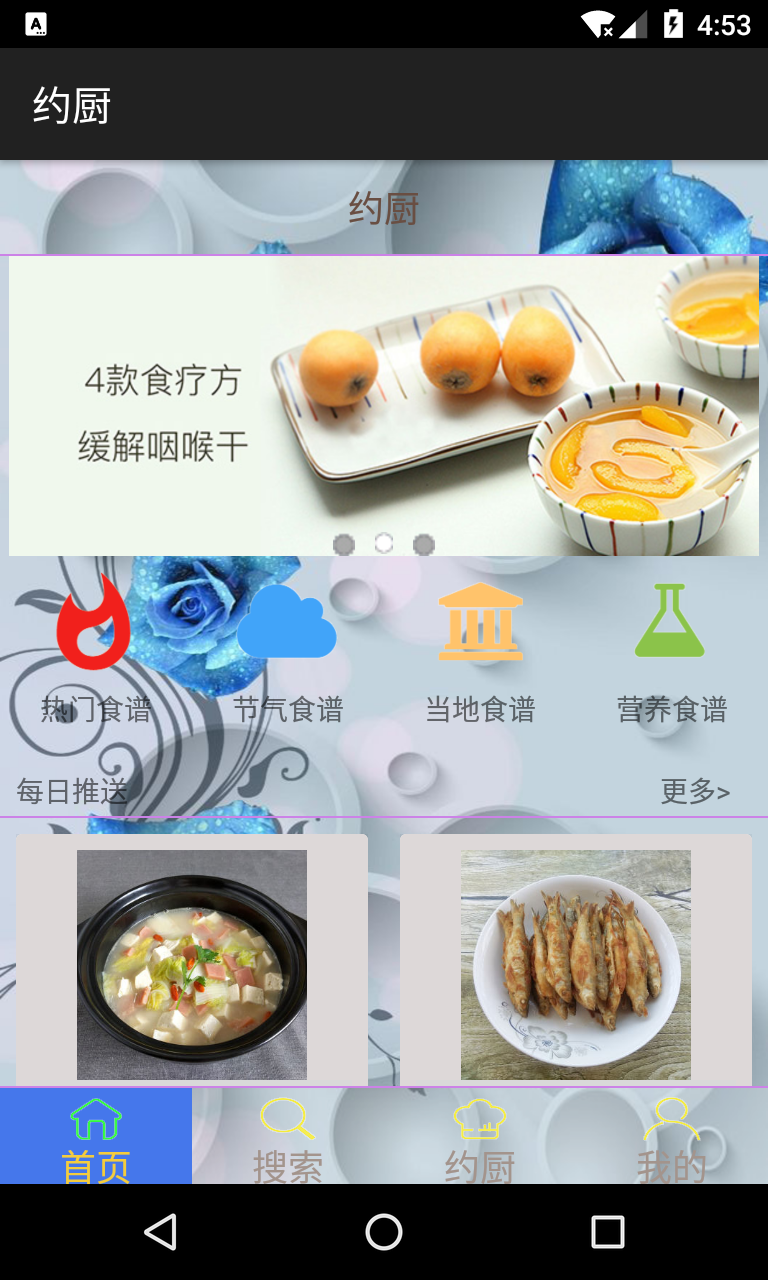 4:53
约厨
约厨
4款食疗方
缓解咽喉干
热门食谱 节气食谱 当地食谱 营养食谱
每日推送 更多>
首页 搜索 约厨 我的